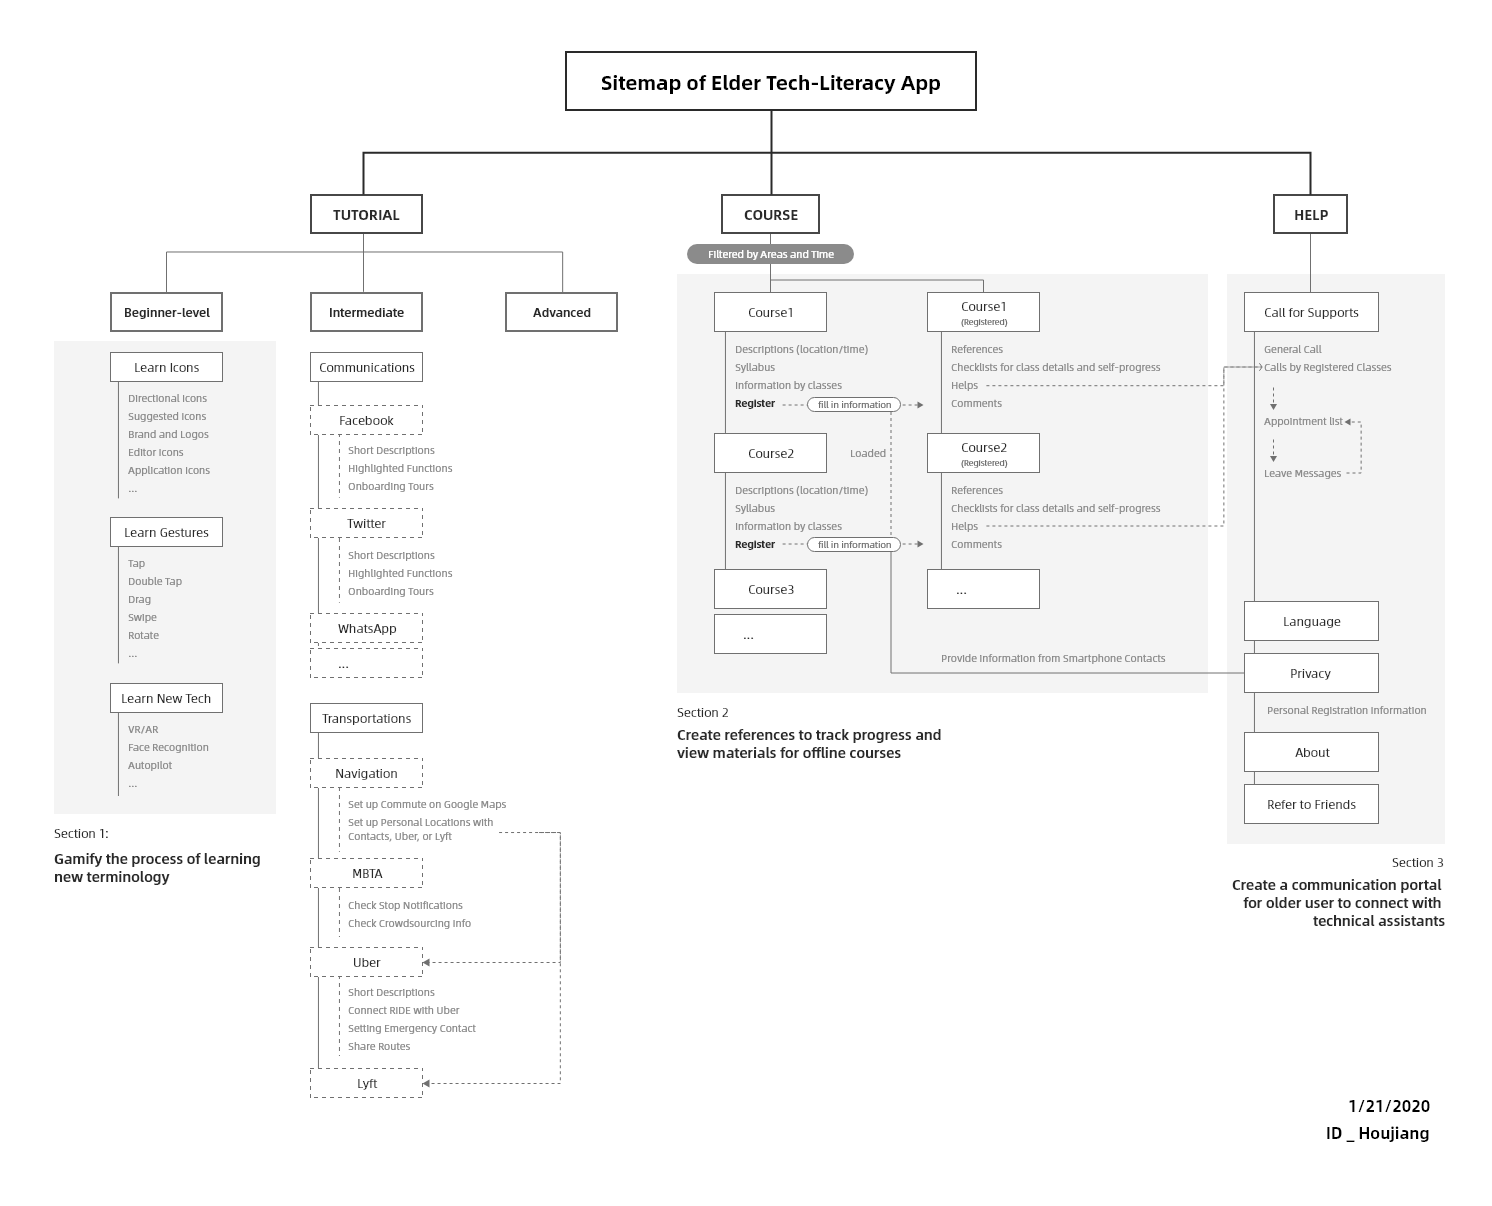 Sitemap of Elder Tech-Literacy App
TUTORIAL
Beginner-level
Learn Icons
Directional Icons
Suggested Icons
Brand and Logos
Editor Icons
Application Icons
...
Learn Gestures
Tap
Double Tap
Drag
Swipe
Rotate
...
Learn New Tech
VR/AR
Face Recognition
Autopilot
...
Section 1:
Gamify the process of learning
new terminology
Intermediate
Communications
Facebook
Short Descriptions
Highlighted Functions
Onboarding Tours
Twitter
Short Descriptions
Highlighted Functions
Onboarding Tours
WhatsApp
...
Transportations
Navigation
Set up Commute on Google Maps
Set up Personal Locations with
Contacts, Uber, or Lyft
MBTA
Check Stop Notifications
Check Crowdsourcing Info
Uber
Short Descriptions
Connect RIDE with Uber
Setting Emergency Contact
Share Routes
Lyft
Advanced
COURSE
Filtered by Areas and Time
Course1
Descriptions (location/time)
Syllabus
Information by classes
Register
fill in information
Course2
Loaded
Descriptions (location/time)
Syllabus
Information by classes
Register
fill in information
Course3
...
Course1
(Registered)
References
Checklists for class details and self-progress
Helps
Comments
Course2
(Registered)
References
Checklists for class details and self-progress
Helps
Comments
...
Provide Information from Smartphone Contacts
Section 2
Create references to track progress and
view materials for offline courses
HELP
Call for Supports
General Call
Calls by Registered Classes
Appointment list
Leave Messages
Language
Privacy
Personal Registration Information
About
Refer to Friends
Section 3
Create a communication portal
for older user to connect with
technical assistants
1/21/2020
ID _ Houjiang